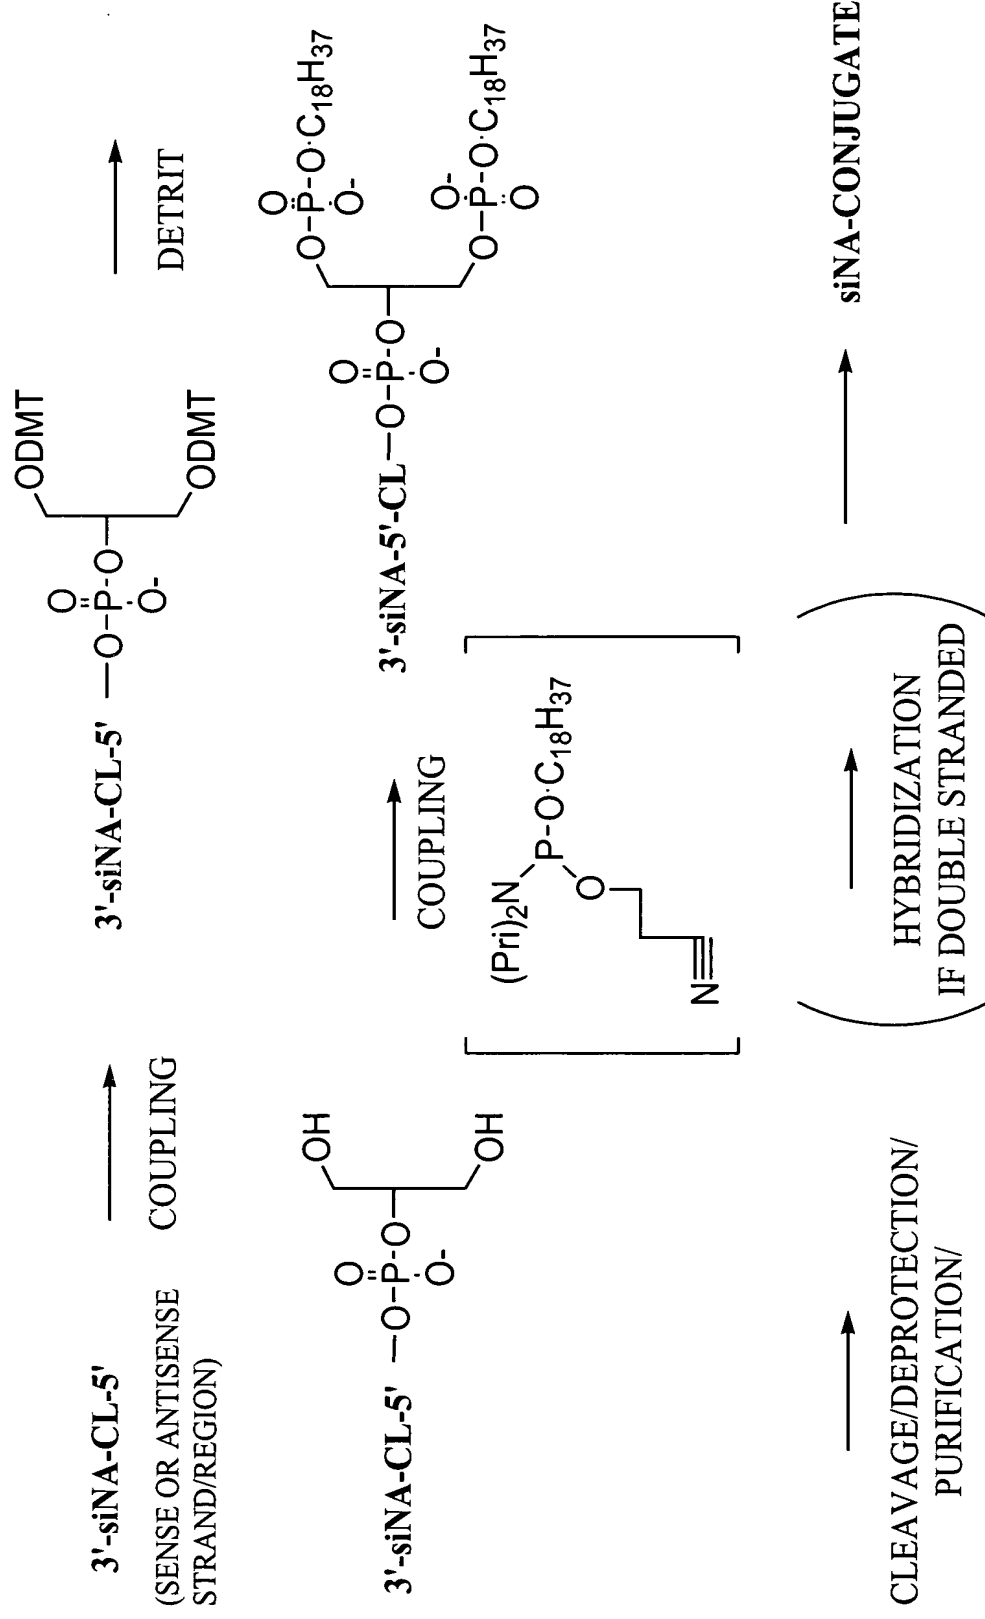 3'-siNA-CL-5'
(SENSE OR ANTISENSE
STRAND/REGION)
COUPLING
3'-siNA-CL-5' —O-P-O
O
O-
ODMT
ODMT
DETRIT
3'-siNA-CL-5' —O-P-O
O
O-
OH
OH
COUPLING
(Pri)2N
P-O·C18H37
O
N
3'-siNA-5'-CL —O-P-O
O
O-
O-P-O·C18H37
O
O-
O-P-O·C18H37
O-
O
CLEAVAGE/DEPROTECTION/
PURIFICATION/
HYBRIDIZATION
IF DOUBLE STRANDED
siNA-CONJUGATE